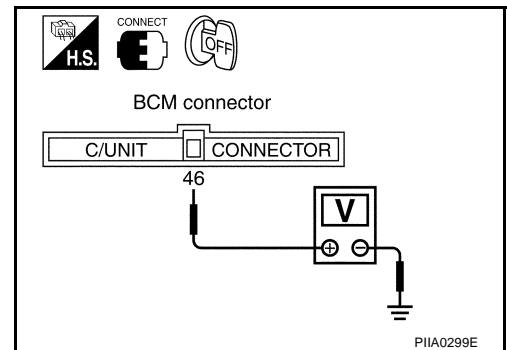 CONNECT
H.S.
OFF
BCM connector
C/UNIT CONNECTOR
46
V
+ −
PIIA0299E